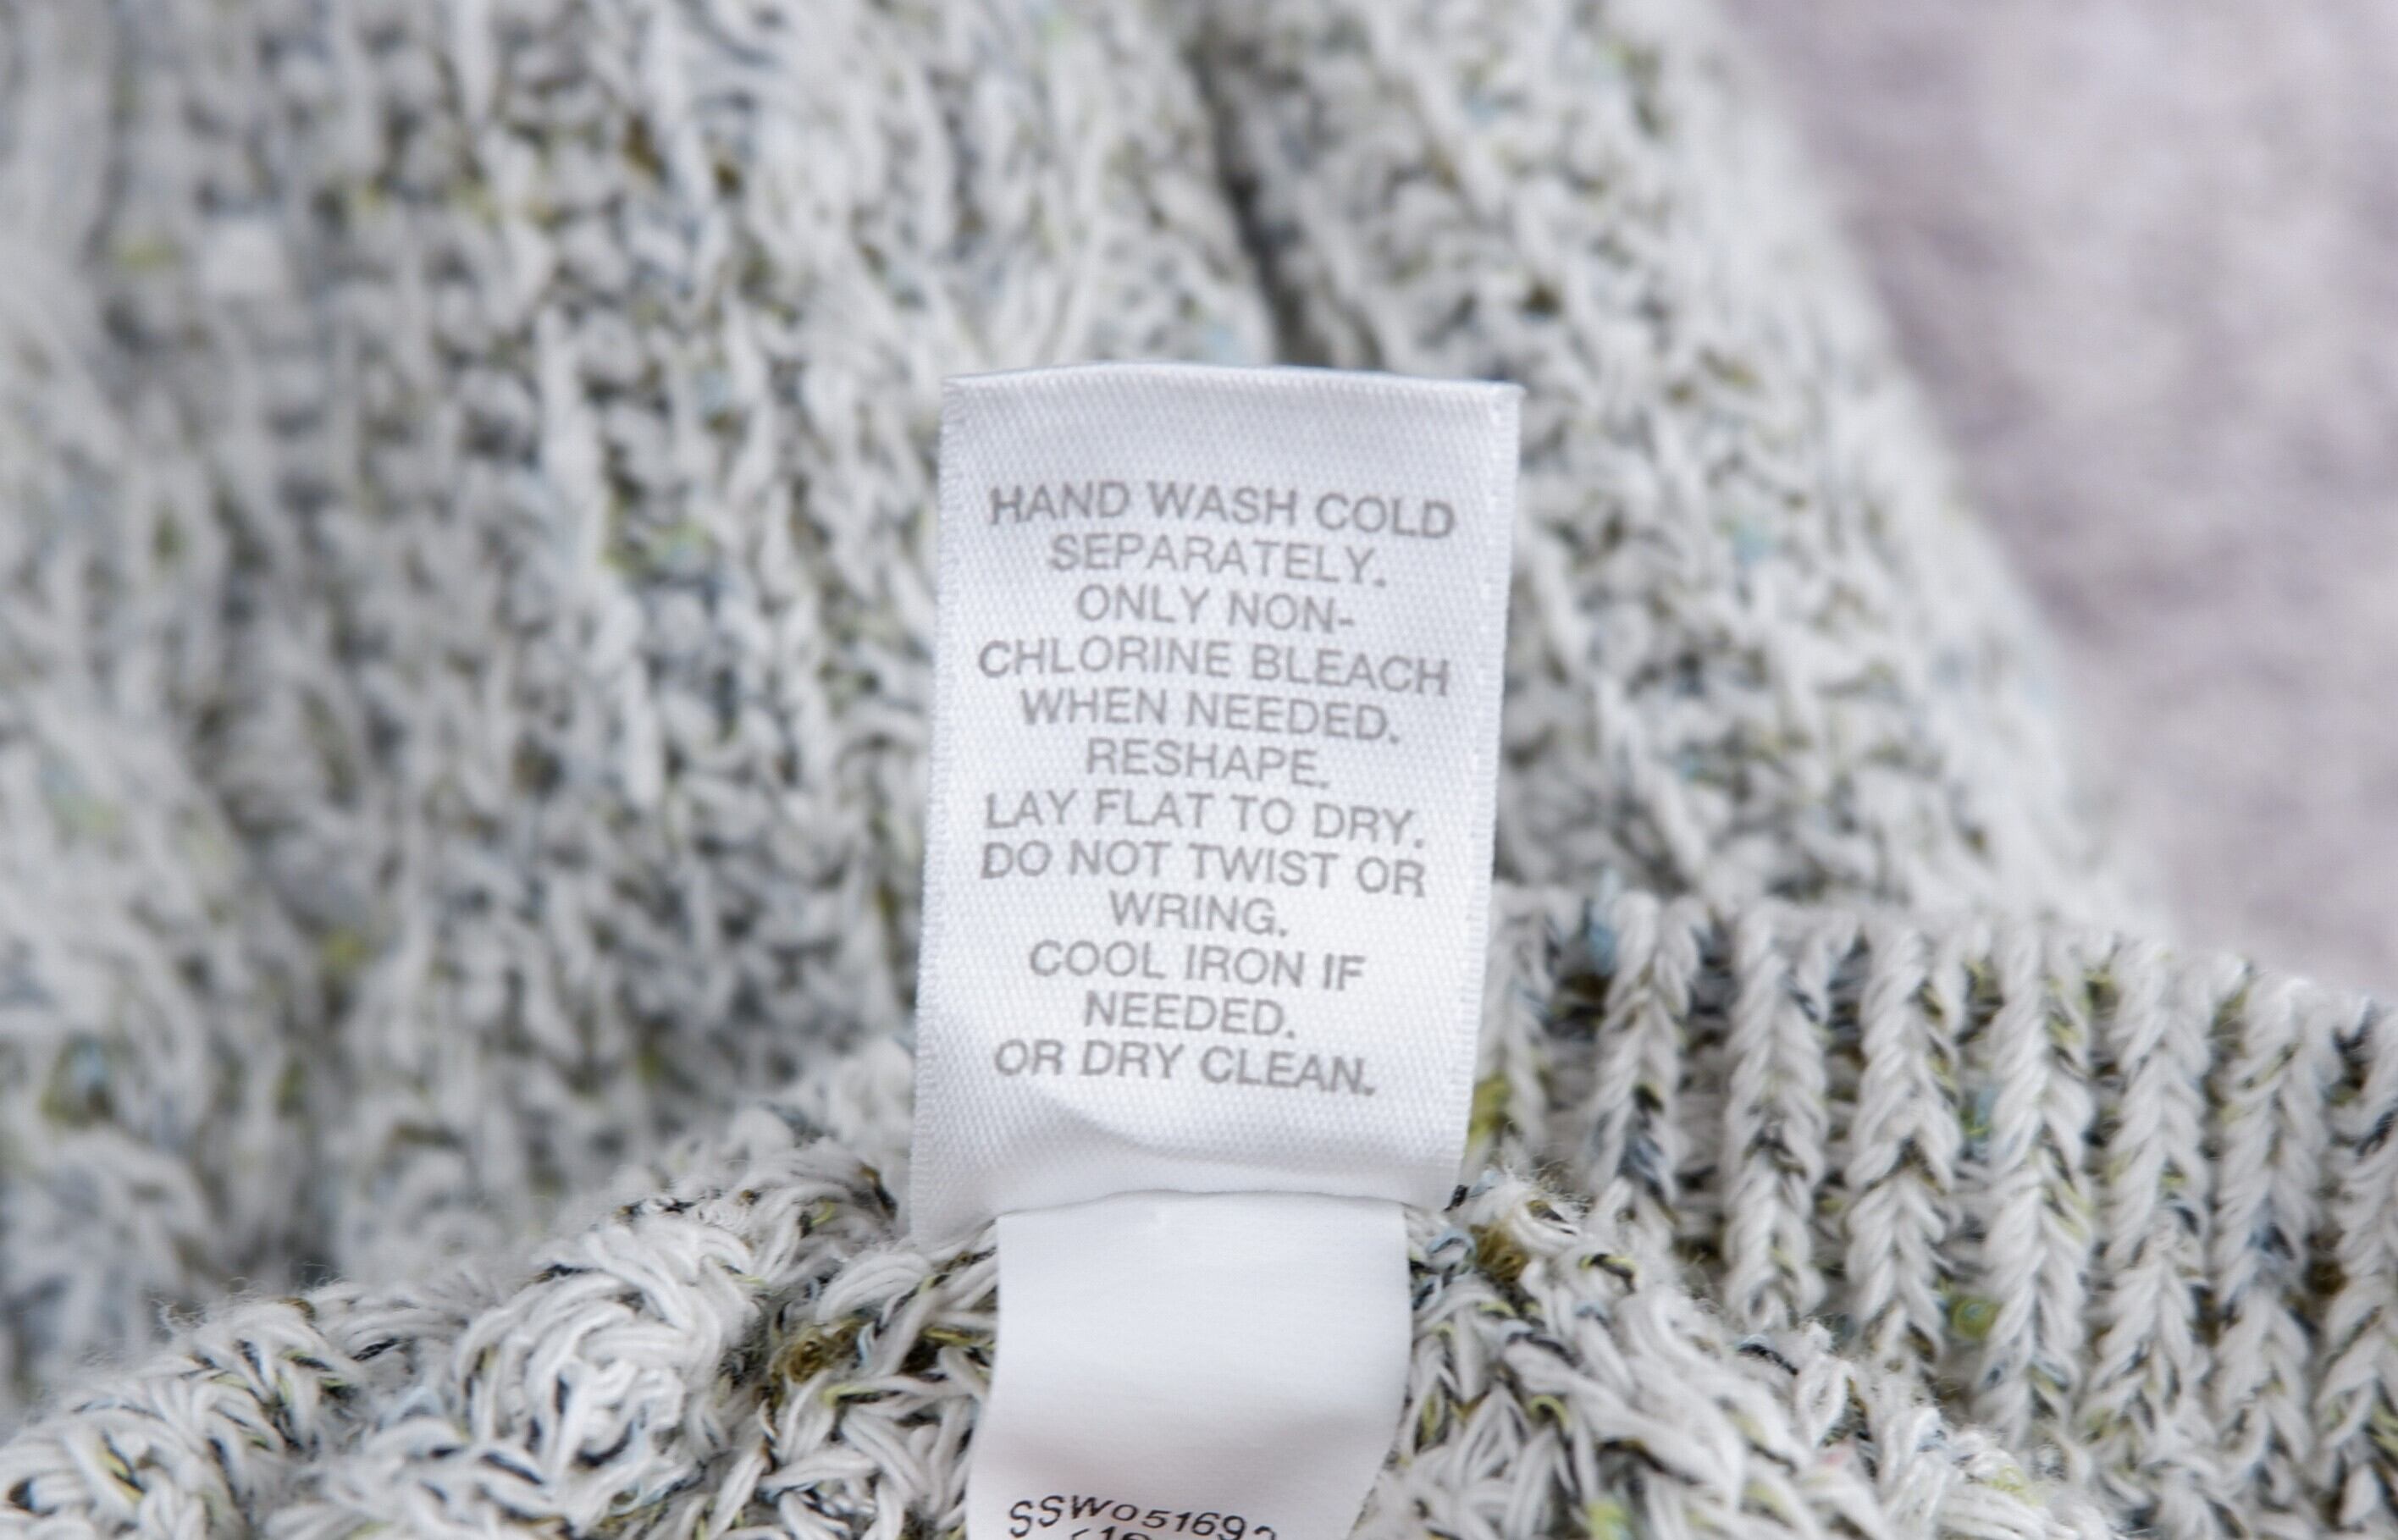 HAND WASH COLD
SEPARATELY.
ONLY NON-
CHLORINE BLEACH
WHEN NEEDED.
RESHAPE.
LAY FLAT TO DRY.
DO NOT TWIST OR
WRING.
COOL IRON IF
NEEDED.
OR DRY CLEAN.